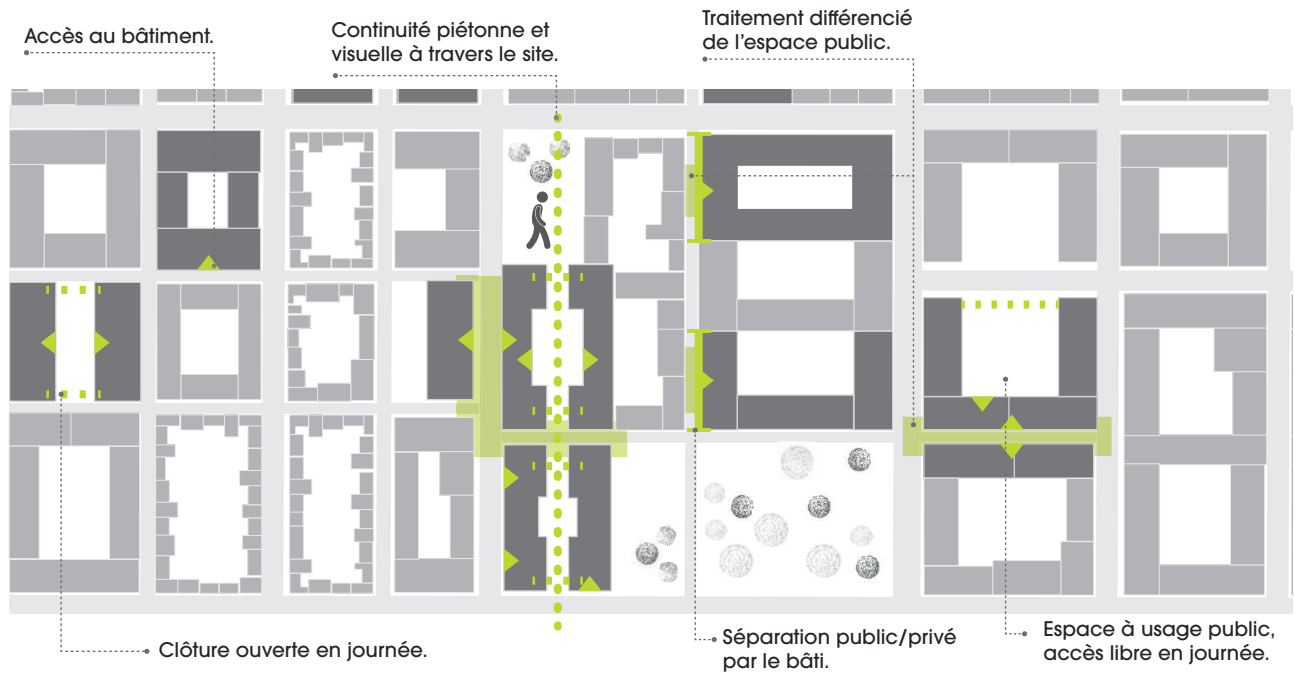 Accès au bâtiment.
Continuité piétonne et
visuelle à travers le site.
Traitement différencié
de l'espace public.
Clôture ouverte en journée.
Séparation public/privé
par le bâti.
Espace à usage public,
accès libre en journée.